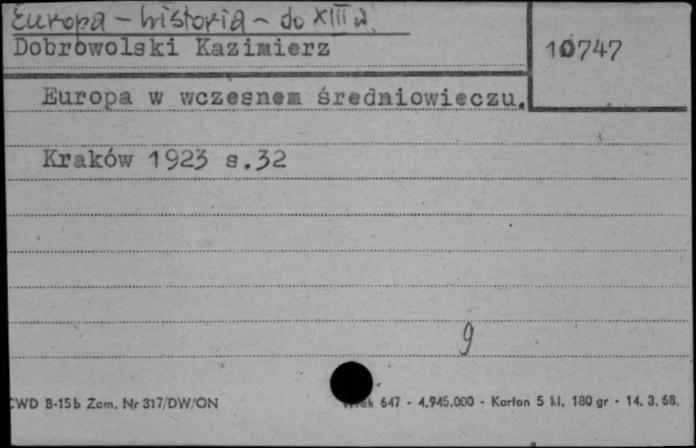 Europa - historia - do XIII w.
Dobrowolski Kazimierz
10747
Europa w wczesnem średniowieczu.
Kraków 1923 s.32
9
CWD B-15b Zam. Nr 317/DW/ON
647 - 4.945.000 - Karton 5 kl. 180 gr - 14. 3. 68.